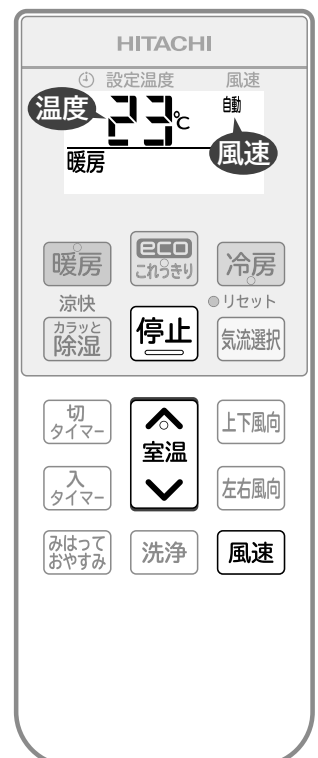 HITACHI
設定温度 風速
温度 23℃ 自動
暖房 風速
暖房 eco これっきり 冷房
涼快 リセット
カラッと除湿 停止 気流選択
切タイマー 室温 上下風向
入タイマー 左右風向
みはっておやすみ 洗浄 風速